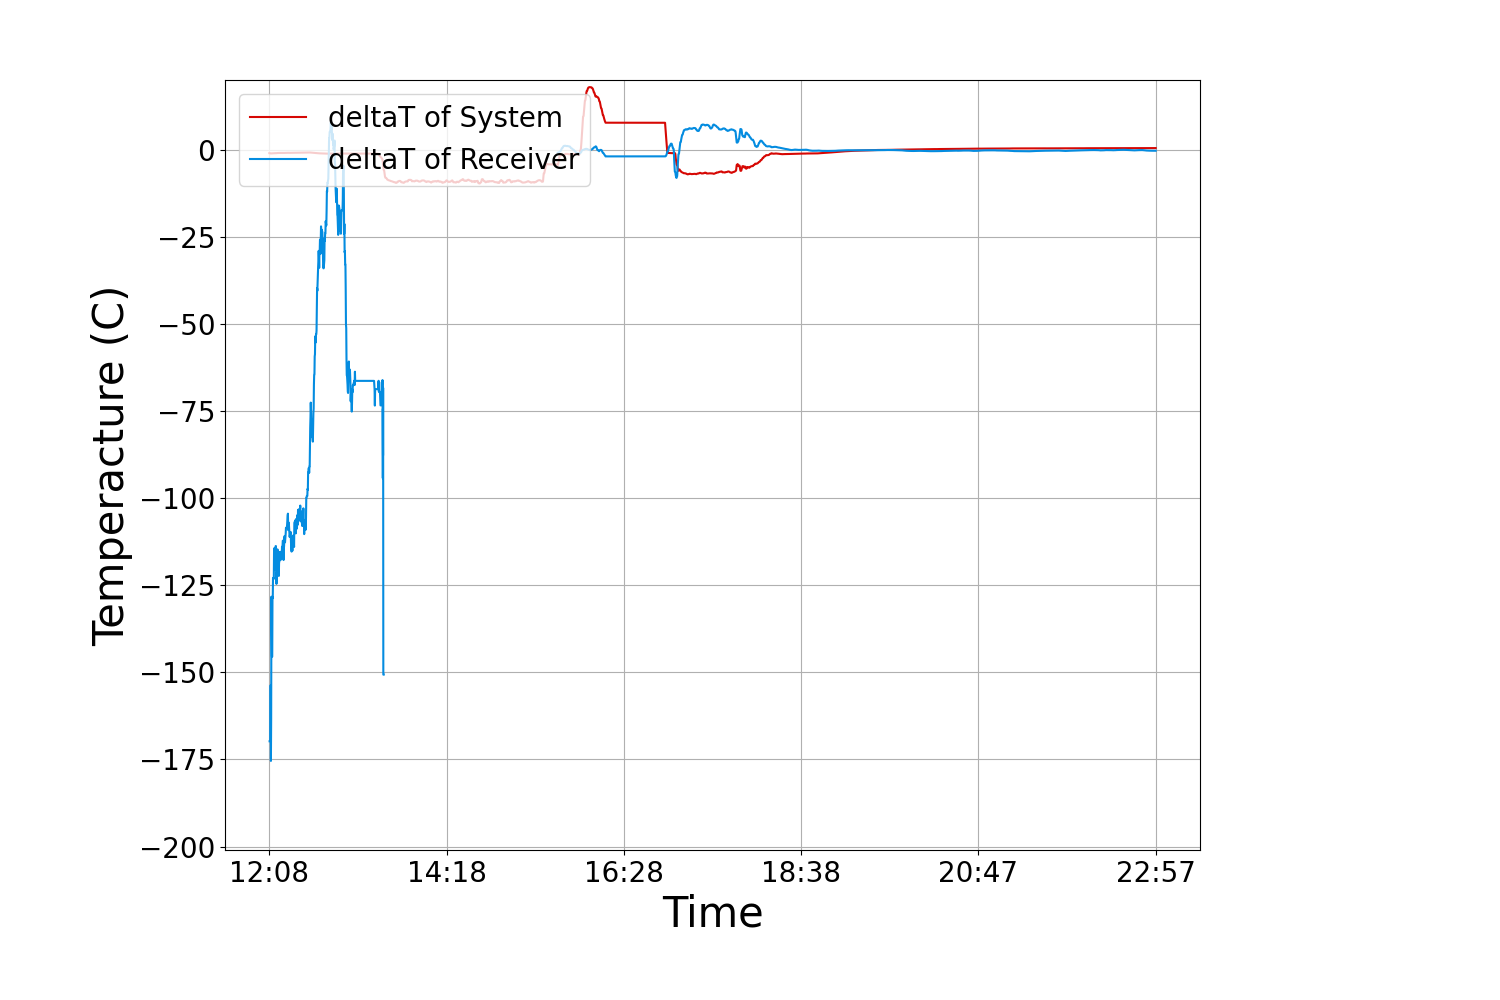 deltaT of System
deltaT of Receiver
0
−25
−50
−75
−100
−125
−150
−175
−200
Temperacture (C)
12:08 14:18 16:28 18:38 20:47 22:57
Time